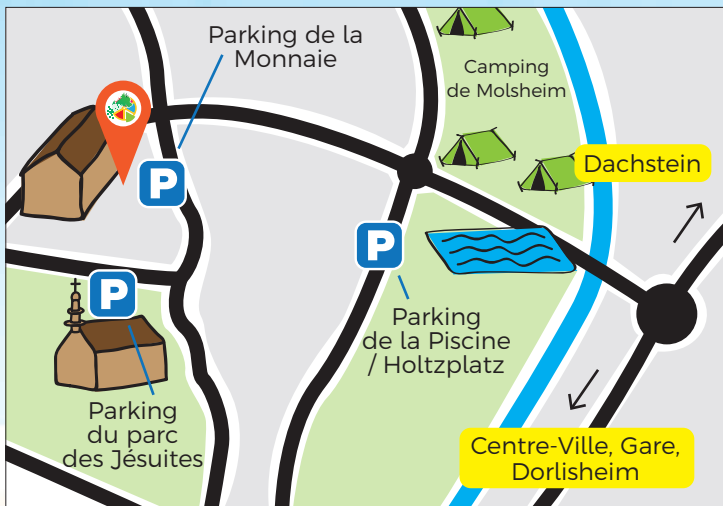 Parking de la
Monnaie
Camping
de Molsheim
Dachstein
P
P
P
Parking
de la Piscine
/ Holtzplatz
Parking
du parc
des Jésuites
Centre-Ville, Gare,
Dorlisheim